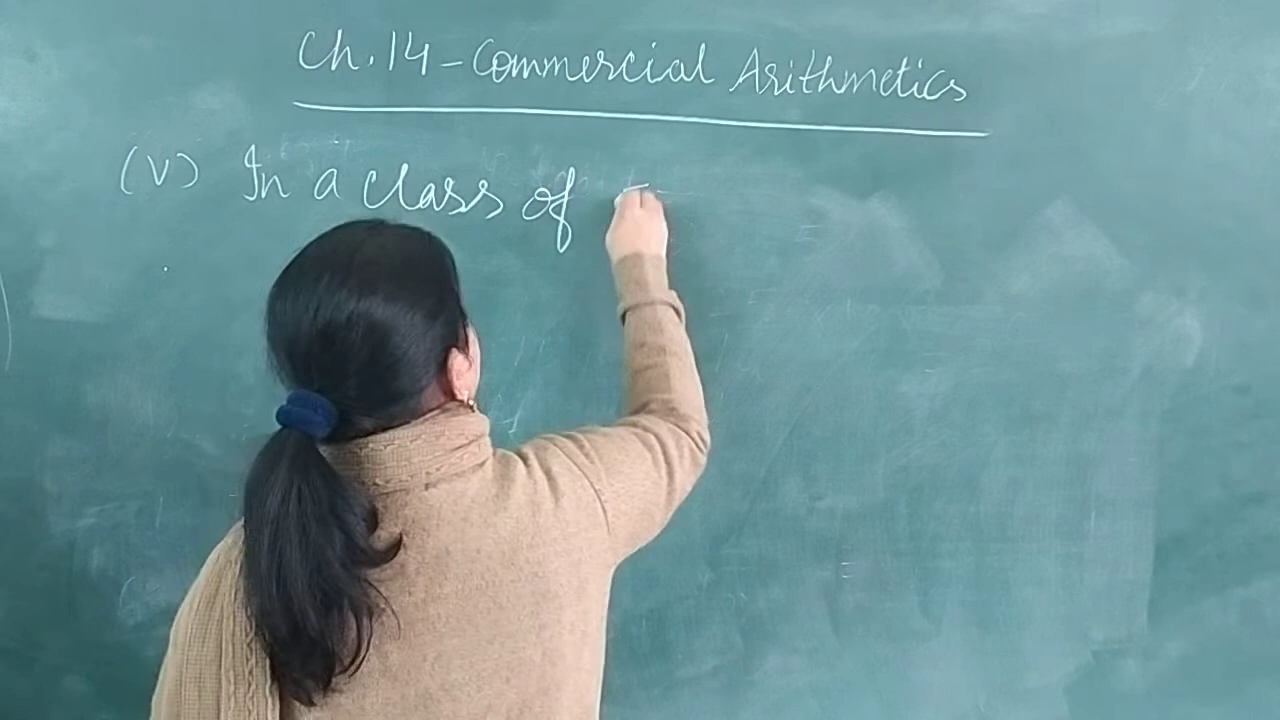 Ch.14 - Commercial Arithmetics
(V) In a class of